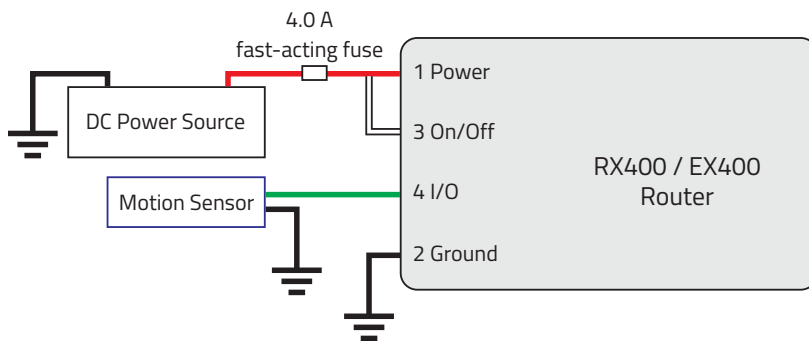 4.0 A
fast-acting fuse
1 Power
DC Power Source
3 On/Off
RX400 / EX400
Router
4 I/O
Motion Sensor
2 Ground